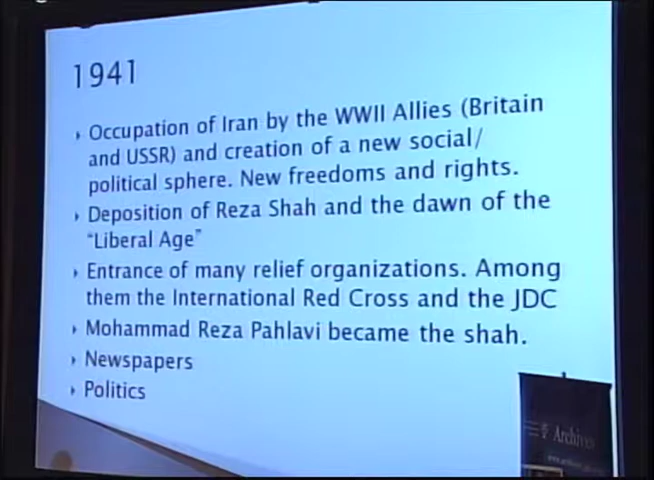 1941
Occupation of Iran by the WWII Allies (Britain
and USSR) and creation of a new social/
political sphere. New freedoms and rights.
Deposition of Reza Shah and the dawn of the
“Liberal Age”
Entrance of many relief organizations. Among
them the International Red Cross and the JDC
Mohammad Reza Pahlavi became the shah.
Newspapers
Politics
Archives